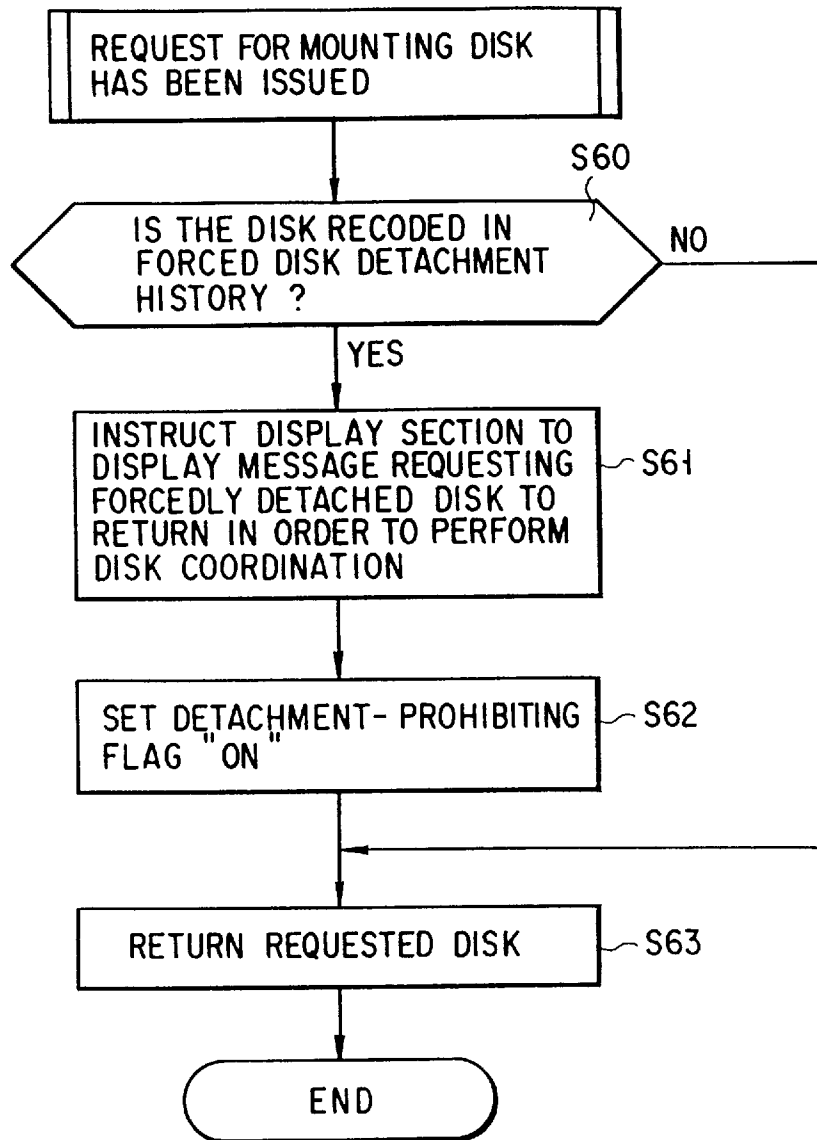 REQUEST FOR MOUNTING DISK
HAS BEEN ISSUED
S60
IS THE DISK RECODED IN
FORCED DISK DETACHMENT
HISTORY ?
NO
YES
INSTRUCT DISPLAY SECTION TO
DISPLAY MESSAGE REQUESTING
FORCEDLY DETACHED DISK TO
RETURN IN ORDER TO PERFORM
DISK COORDINATION
S61
SET DETACHMENT-PROHIBITING
FLAG "ON"
S62
RETURN REQUESTED DISK
S63
END